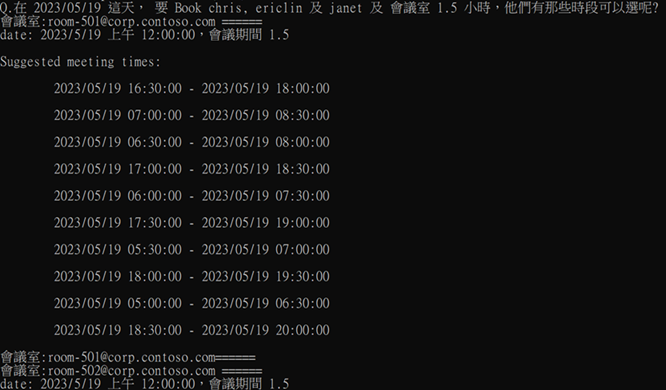 Q.在 2023/05/19 這天， 要 Book chris, ericlin 及 janet 及 會議室 1.5 小時，他們有那些時段可以選呢?
會議室:room-501@corp.contoso.com ======
date: 2023/5/19 上午 12:00:00，會議期間 1.5
Suggested meeting times:
2023/05/19 16:30:00 - 2023/05/19 18:00:00
2023/05/19 07:00:00 - 2023/05/19 08:30:00
2023/05/19 06:30:00 - 2023/05/19 08:00:00
2023/05/19 17:00:00 - 2023/05/19 18:30:00
2023/05/19 06:00:00 - 2023/05/19 07:30:00
2023/05/19 17:30:00 - 2023/05/19 19:00:00
2023/05/19 05:30:00 - 2023/05/19 07:00:00
2023/05/19 18:00:00 - 2023/05/19 19:30:00
2023/05/19 05:00:00 - 2023/05/19 06:30:00
2023/05/19 18:30:00 - 2023/05/19 20:00:00
會議室:room-501@corp.contoso.com======
會議室:room-502@corp.contoso.com ======
date: 2023/5/19 上午 12:00:00，會議期間 1.5